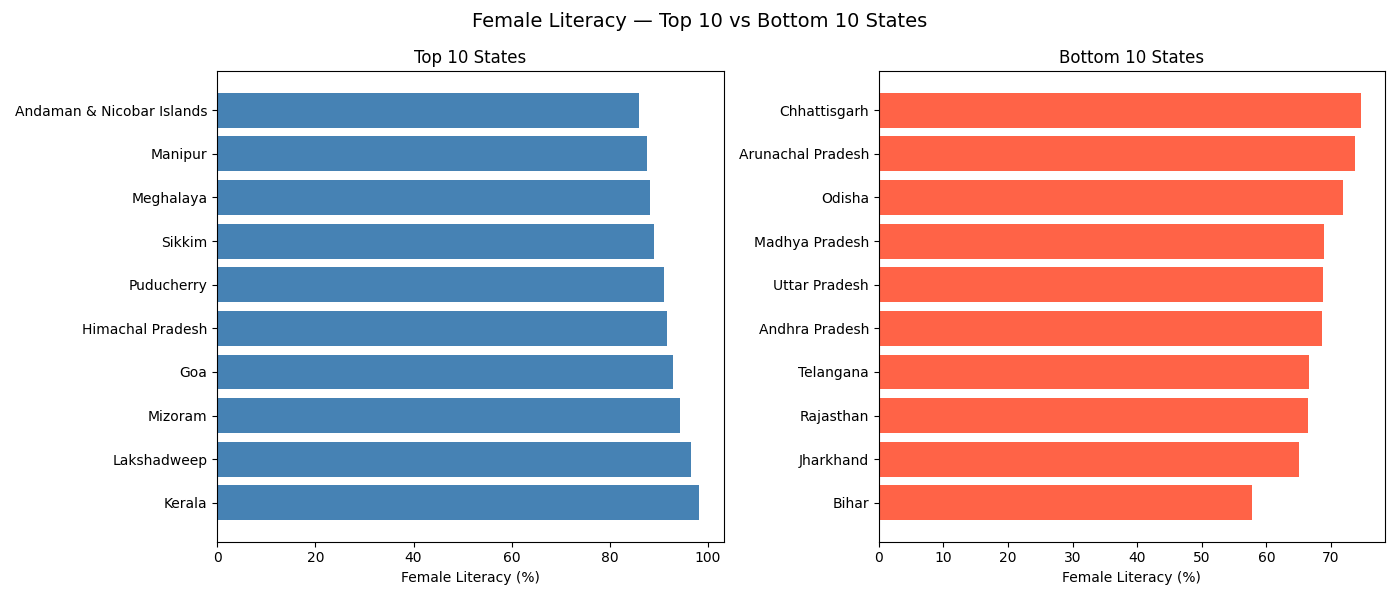 Female Literacy — Top 10 vs Bottom 10 States
Top 10 States
Andaman & Nicobar Islands
Manipur
Meghalaya
Sikkim
Puducherry
Himachal Pradesh
Goa
Mizoram
Lakshadweep
Kerala
0 20 40 60 80 100
Female Literacy (%)
Bottom 10 States
Chhattisgarh
Arunachal Pradesh
Odisha
Madhya Pradesh
Uttar Pradesh
Andhra Pradesh
Telangana
Rajasthan
Jharkhand
Bihar
0 10 20 30 40 50 60 70
Female Literacy (%)